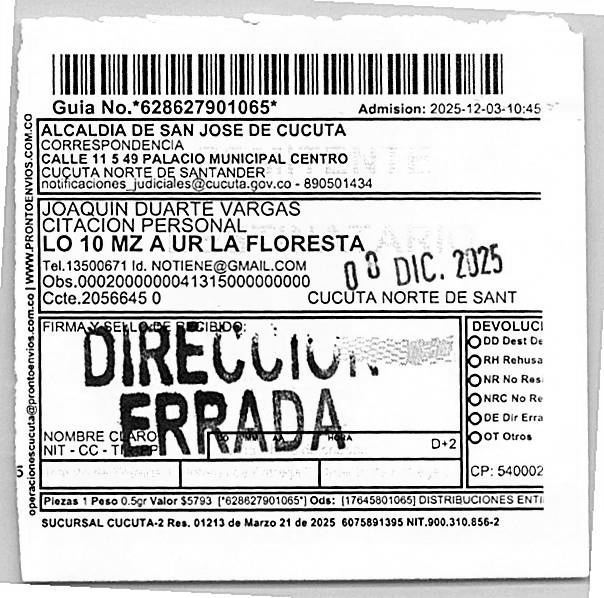 Guia No.*628627901065*
Admision: 2025-12-03-10:45
ALCALDIA DE SAN JOSE DE CUCUTA
CORRESPONDENCIA
CALLE 11 5 49 PALACIO MUNICIPAL CENTRO
CUCUTA NORTE DE SANTANDER
notificaciones_judiciales@cucuta.gov.co - 890501434
JOAQUIN DUARTE VARGAS
CITACION PERSONAL
LO 10 MZ A UR LA FLORESTA
Tel.13500671 Id. NOTIENE@GMAIL.COM
DIC. 2025
Obs.00020000000041315000000000000
Ccte.2056645 0
CUCUTA NORTE DE SANT
FIRMA Y SELLO DE RECIBIDO:
DIRECCION
ERRADA
NOMBRE CLARO
NIT - CC -
HORA
D+2
DEVOLUCI
DD Dest De
RH Rehusa
NR No Res
NRC No Re
DE Dir Erra
OT Otros
CP: 540002
Piezas 1 Peso 0.5gr Valor $5793 [*628627901065*] Ods: [17645801065] DISTRIBUCIONES ENTI
SUCURSAL CUCUTA-2 Res. 01213 de Marzo 21 de 2025 6075891395 NIT.900.310.856-2
operacionescucuta@prontoenvios.com.co | WWW.PRONTOENVIOS.COM.CO